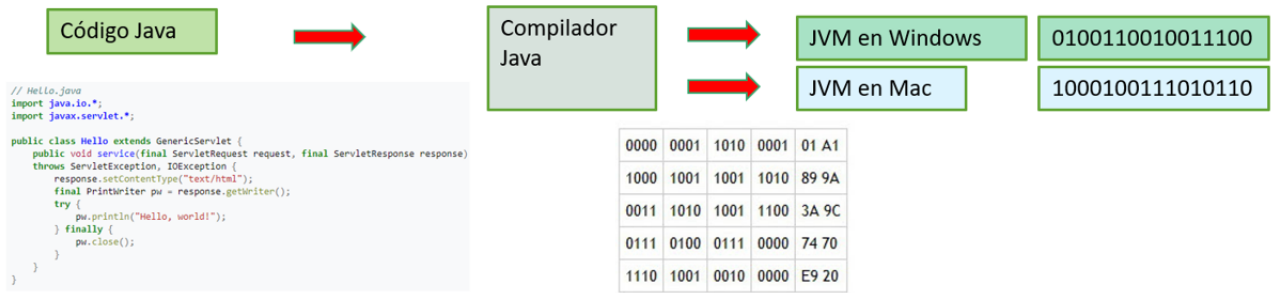 Código Java
Compilador
Java
JVM en Windows
0100110010011100
JVM en Mac
1000100111010110
// Hello.java
import java.io.*;
import javax.servlet.*;
public class Hello extends GenericServlet {
public void service(final ServletRequest request, final ServletResponse response)
throws ServletException, IOException {
response.setContentType("text/html");
final PrintWriter pw = response.getWriter();
try {
pw.println("Hello, world!");
} finally {
pw.close();
}
}
}
0000 0001 1010 0001 01 A1
1000 1001 1001 1010 89 9A
0011 1010 1001 1100 3A 9C
0111 0100 0111 0000 74 70
1110 1001 0010 0000 E9 20